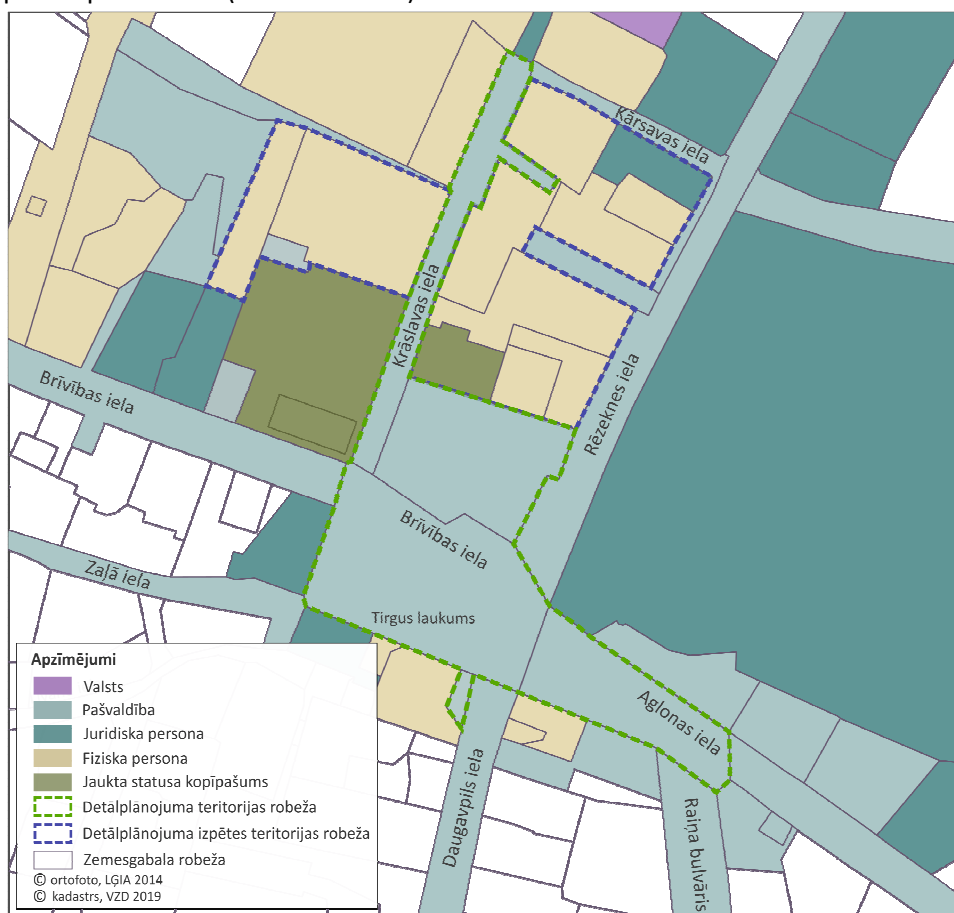 Kārsavas iela
Krāslavas iela
Rēzeknes iela
Brīvības iela
Brīvības iela
Zaļā iela
Tirgus laukums
Aglonas iela
Daugavpils iela
Raiņa bulvāris
Apzīmējumi
Valsts
Pašvaldība
Juridiska persona
Fiziska persona
Jaukta statusa kopīpašums
Detālplānojuma teritorijas robeža
Detālplānojuma izpētes teritorijas robeža
Zemesgabala robeža
© ortofoto, LĢIA 2014
© kadastrs, VZD 2019